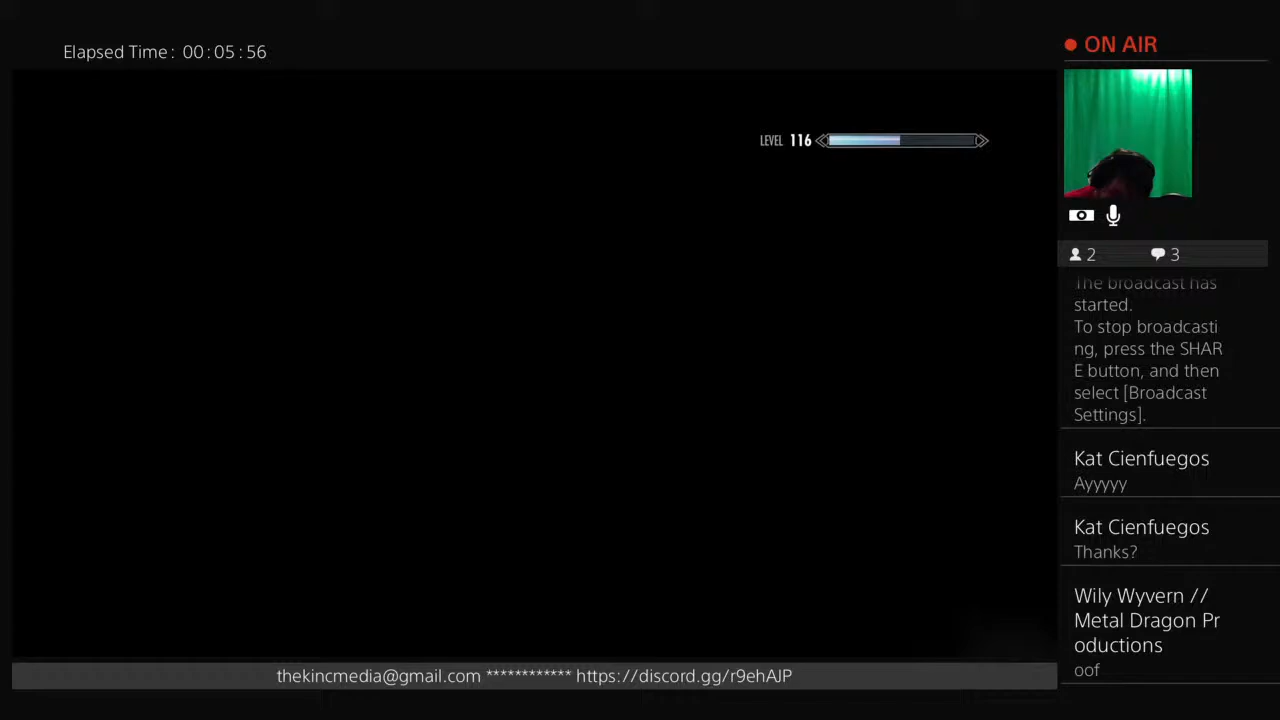 Elapsed Time: 00:05:56
ON AIR
LEVEL 116
2 3
The broadcast has
started.
To stop broadcasti
ng, press the SHAR
E button, and then
select [Broadcast
Settings].
Kat Cienfuegos
Ayyyyy
Kat Cienfuegos
Thanks?
Wily Wyvern //
Metal Dragon Pr
oductions
oof
thekincmedia@gmail.com ************ https://discord.gg/r9ehAJP